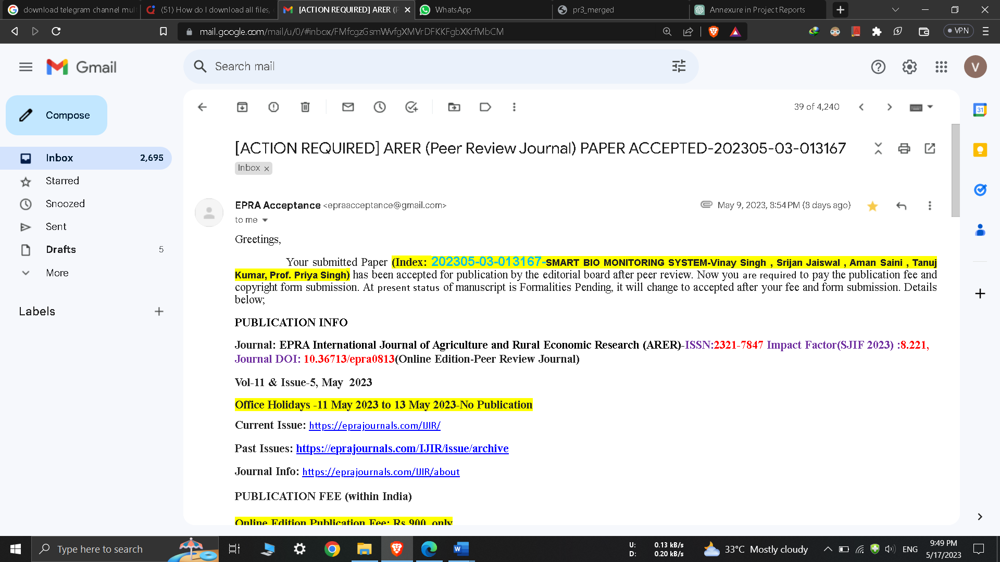 download telegram channel mul
(51) How do I download all files,
[ACTION REQUIRED] ARER (P
WhatsApp
pr3_merged
Annexure in Project Reports
mail.google.com/mail/u/0/#inbox/FMfcgzGsmWvfgXMVrDFKKFgbXKrfMbCM
VPN
Gmail
Search mail
V
Compose
39 of 4,240
31
Inbox 2,695
Starred
Snoozed
Sent
Drafts 5
More
Labels
[ACTION REQUIRED] ARER (Peer Review Journal) PAPER ACCEPTED-202305-03-013167
Inbox x
EPRA Acceptance <epraacceptance@gmail.com> May 9, 2023, 8:54 PM (8 days ago)
to me
Greetings,
Your submitted Paper (Index: 202305-03-013167-SMART BIO MONITORING SYSTEM-Vinay Singh , Srijan Jaiswal , Aman Saini , Tanuj
Kumar, Prof. Priya Singh) has been accepted for publication by the editorial board after peer review. Now you are required to pay the publication fee and
copyright form submission. At present status of manuscript is Formalities Pending, it will change to accepted after your fee and form submission. Details
below;
PUBLICATION INFO
Journal: EPRA International Journal of Agriculture and Rural Economic Research (ARER)-ISSN:2321-7847 Impact Factor(SJIF 2023) :8.221,
Journal DOI: 10.36713/epra0813(Online Edition-Peer Review Journal)
Vol-11 & Issue-5, May 2023
Office Holidays -11 May 2023 to 13 May 2023-No Publication
Current Issue: https://eprajournals.com/IJIR/
Past Issues: https://eprajournals.com/IJIR/issue/archive
Journal Info: https://eprajournals.com/IJIR/about
PUBLICATION FEE (within India)
Online Edition Publication Fee: Rs 900 only
Type here to search
U: 0.13 kB/s
D: 0.20 kB/s
33°C Mostly cloudy
ENG
9:49 PM
5/17/2023